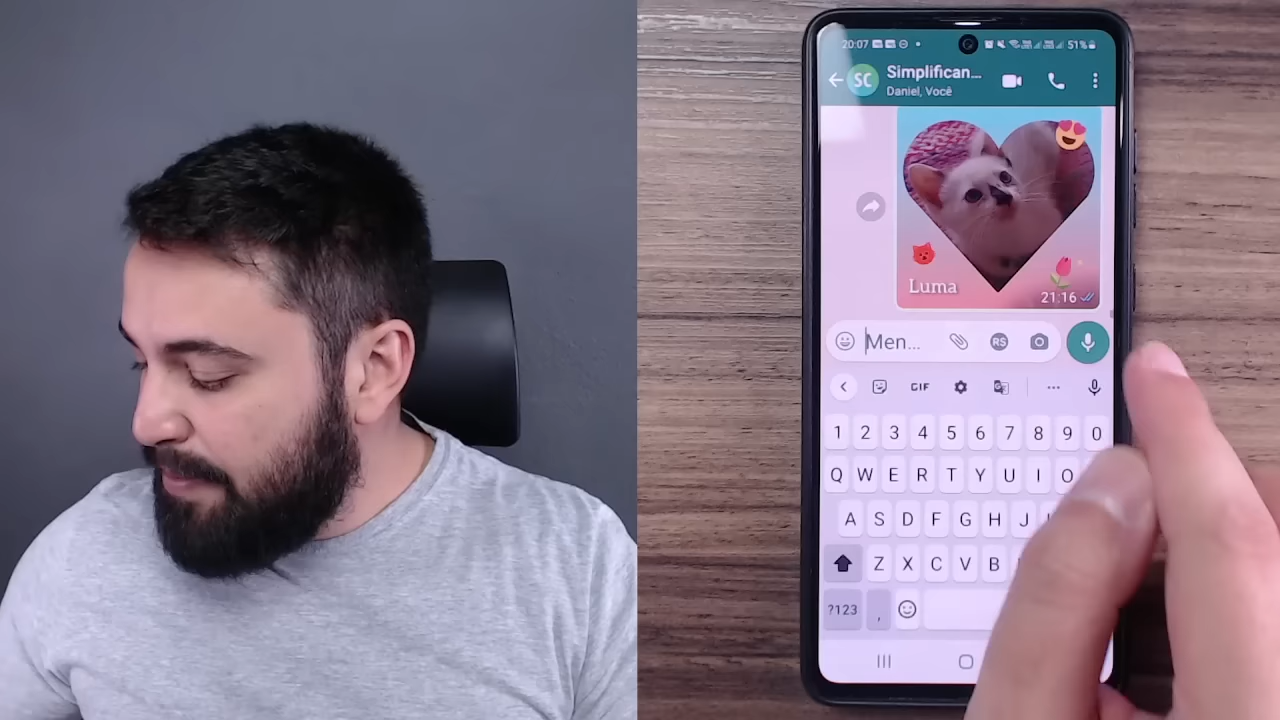 20:07
51%
SC
Simplifican...
Daniel, Você
Luma
21:16
Men...
R$
GIF
1 2 3 4 5 6 7 8 9 0
Q W E R T Y U I O
A S D F G H J
Z X C V B
?123 ,